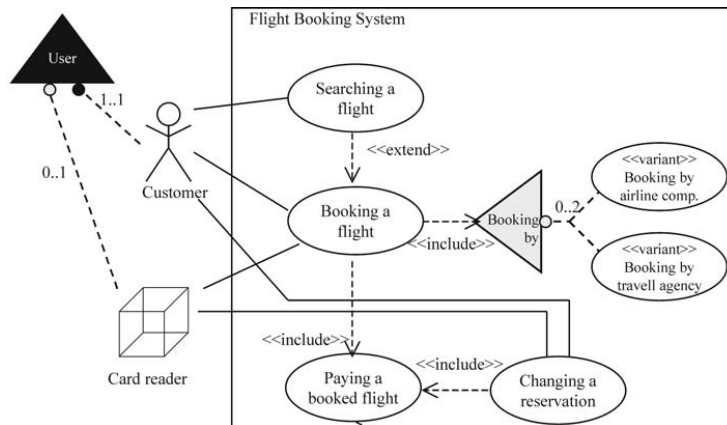 Flight Booking System
User
1..1
Searching a
flight
0..1
<<extend>>
Customer
<<variant>>
Booking by
airline comp.
Booking a
flight
0..2
Booking
by
<<include>>
<<variant>>
Booking by
travell agency
<<include>>
<<include>>
Card reader
Paying a
booked flight
Changing a
reservation